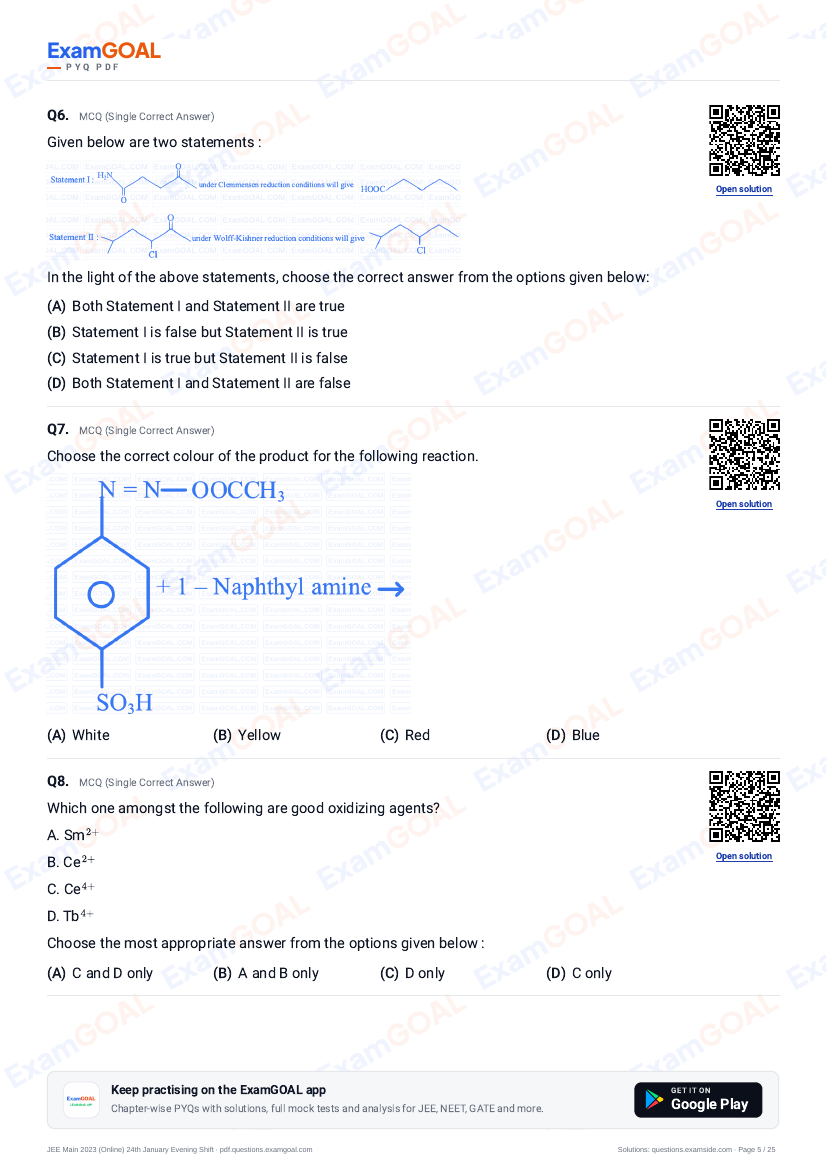 ExamGOAL
PYQ PDF
Q6. MCQ (Single Correct Answer)
Given below are two statements :
Open solution
Statement I : H₂N O O under Clemmensen reduction conditions will give HOOC
Statement II : O Cl under Wolff-Kishner reduction conditions will give Cl
In the light of the above statements, choose the correct answer from the options given below:
(A) Both Statement I and Statement II are true
(B) Statement I is false but Statement II is true
(C) Statement I is true but Statement II is false
(D) Both Statement I and Statement II are false
Q7. MCQ (Single Correct Answer)
Choose the correct colour of the product for the following reaction.
Open solution
N = N — OOCCH₃
+ 1 – Naphthyl amine →
SO₃H
(A) White (B) Yellow (C) Red (D) Blue
Q8. MCQ (Single Correct Answer)
Which one amongst the following are good oxidizing agents?
A. Sm²⁺
B. Ce²⁺
Open solution
C. Ce⁴⁺
D. Tb⁴⁺
Choose the most appropriate answer from the options given below :
(A) C and D only (B) A and B only (C) D only (D) C only
ExamGOAL
Keep practising on the ExamGOAL app
Chapter-wise PYQs with solutions, full mock tests and analysis for JEE, NEET, GATE and more.
GET IT ON
Google Play
JEE Main 2023 (Online) 24th January Evening Shift · pdf.questions.examgoal.com
Solutions: questions.examside.com · Page 5 / 25